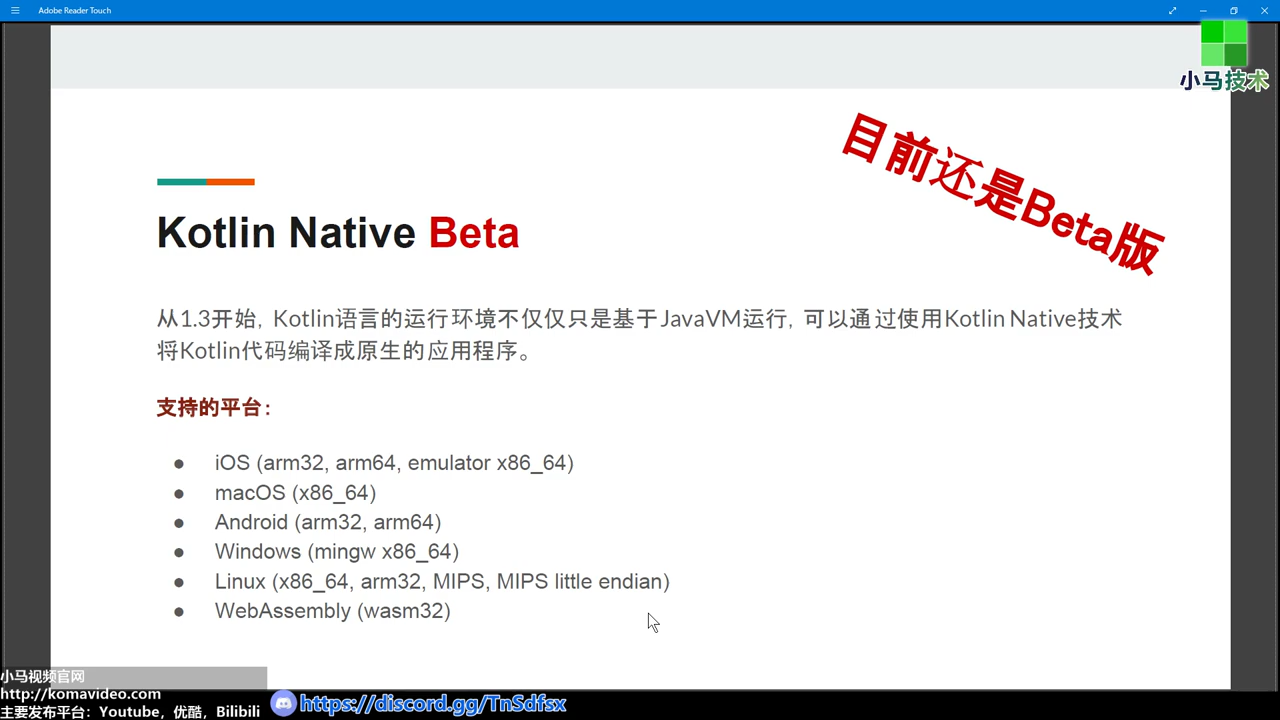 Adobe Reader Touch
小马技术
目前还是Beta版
Kotlin Native Beta
从1.3开始, Kotlin语言的运行环境不仅仅只是基于JavaVM运行, 可以通过使用Kotlin Native技术
将Kotlin代码编译成原生的应用程序。
支持的平台:
● iOS (arm32, arm64, emulator x86_64)
● macOS (x86_64)
● Android (arm32, arm64)
● Windows (mingw x86_64)
● Linux (x86_64, arm32, MIPS, MIPS little endian)
● WebAssembly (wasm32)
小马视频官网
http://komavideo.com
主要发布平台: Youtube, 优酷, Bilibili
https://discord.gg/TnSdfsx